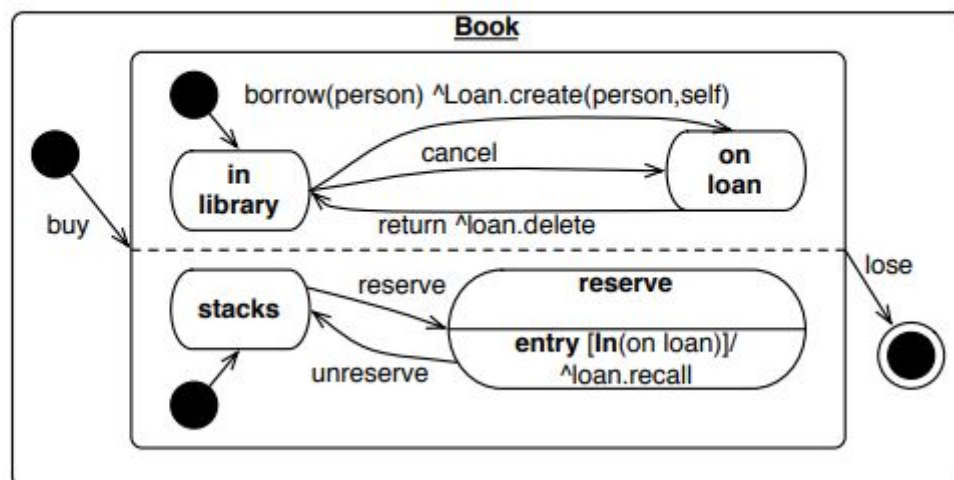 Book
borrow(person) ^Loan.create(person,self)
cancel
in
library
on
loan
buy
return ^loan.delete
lose
stacks
reserve
reserve
entry [In(on loan)]/
^loan.recall
unreserve